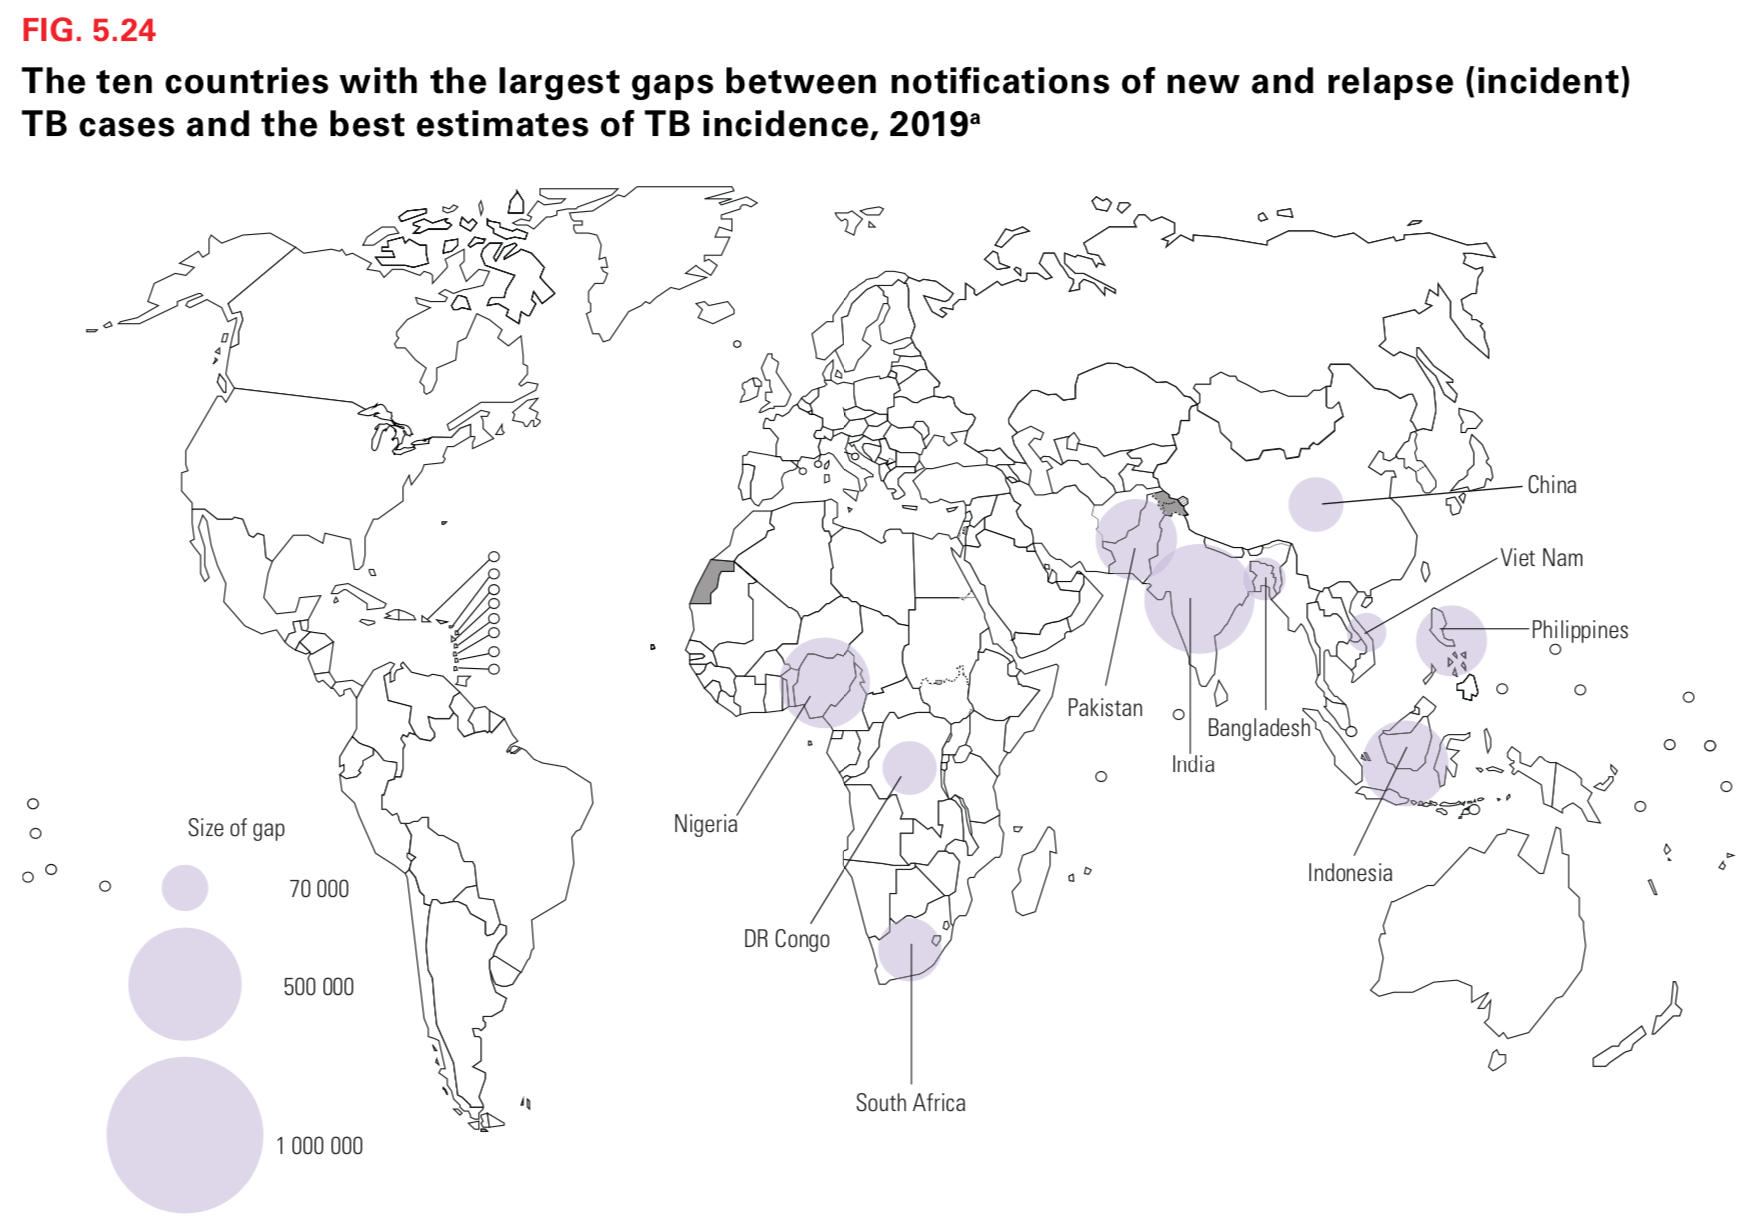 FIG. 5.24
The ten countries with the largest gaps between notifications of new and relapse (incident)
TB cases and the best estimates of TB incidence, 2019ᵃ
China
Viet Nam
Philippines
Pakistan
Bangladesh
India
Nigeria
Indonesia
DR Congo
South Africa
Size of gap
70 000
500 000
1 000 000